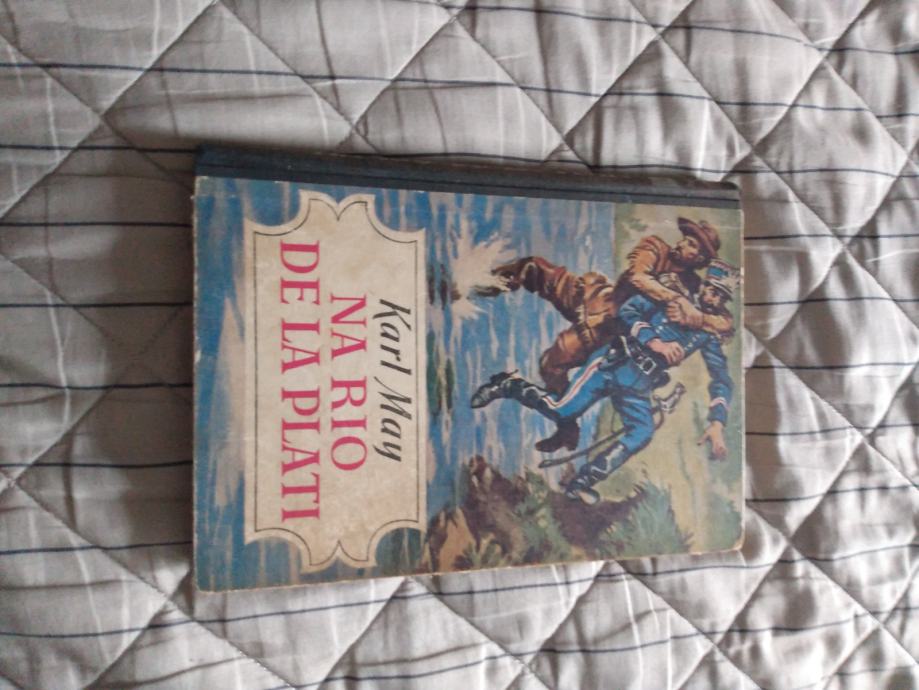 Karl May
NA RIO
DE LA PLATI